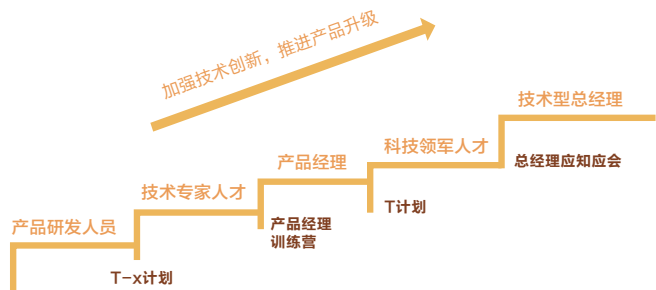 加强技术创新，推进产品升级
技术型总经理
科技领军人才
总经理应知应会
产品经理
技术专家人才
T计划
产品经理
训练营
产品研发人员
T-x计划